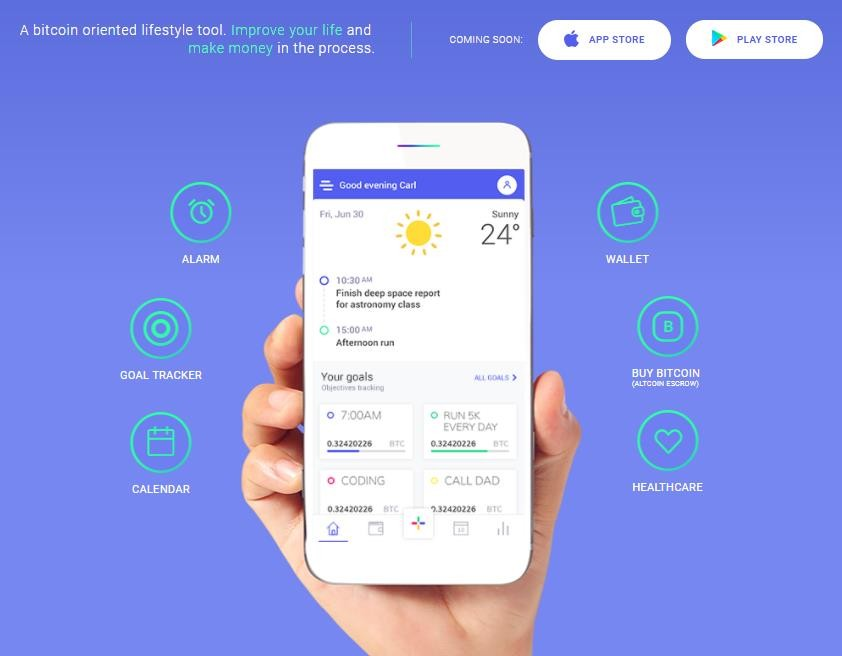 A bitcoin oriented lifestyle tool. Improve your life and
make money in the process.
COMING SOON:
APP STORE
PLAY STORE
Good evening Carl
Fri, Jun 30
Sunny
24°
10:30 AM
Finish deep space report
for astronomy class
15:00 AM
Afternoon run
Your goals
ALL GOALS
Objectives tracking
7:00AM
0.32420226 BTC
RUN 5K
EVERY DAY
0.32420226 BTC
CODING
0.32420226 BTC
CALL DAD
0.32420226 BTC
ALARM
GOAL TRACKER
CALENDAR
WALLET
B
BUY BITCOIN
(ALTCOIN ESCROW)
HEALTHCARE